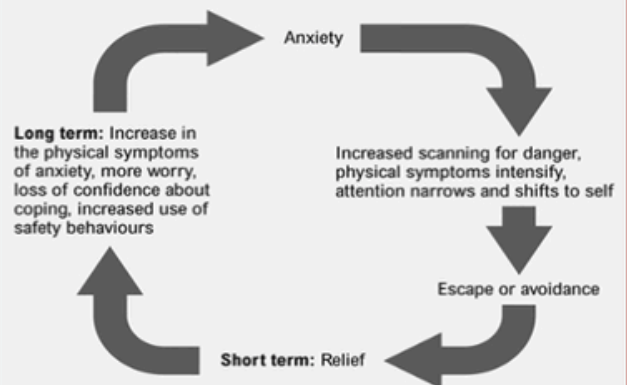 Anxiety
Increased scanning for danger,
physical symptoms intensify,
attention narrows and shifts to self
Escape or avoidance
Short term: Relief
Long term: Increase in
the physical symptoms
of anxiety, more worry,
loss of confidence about
coping, increased use of
safety behaviours